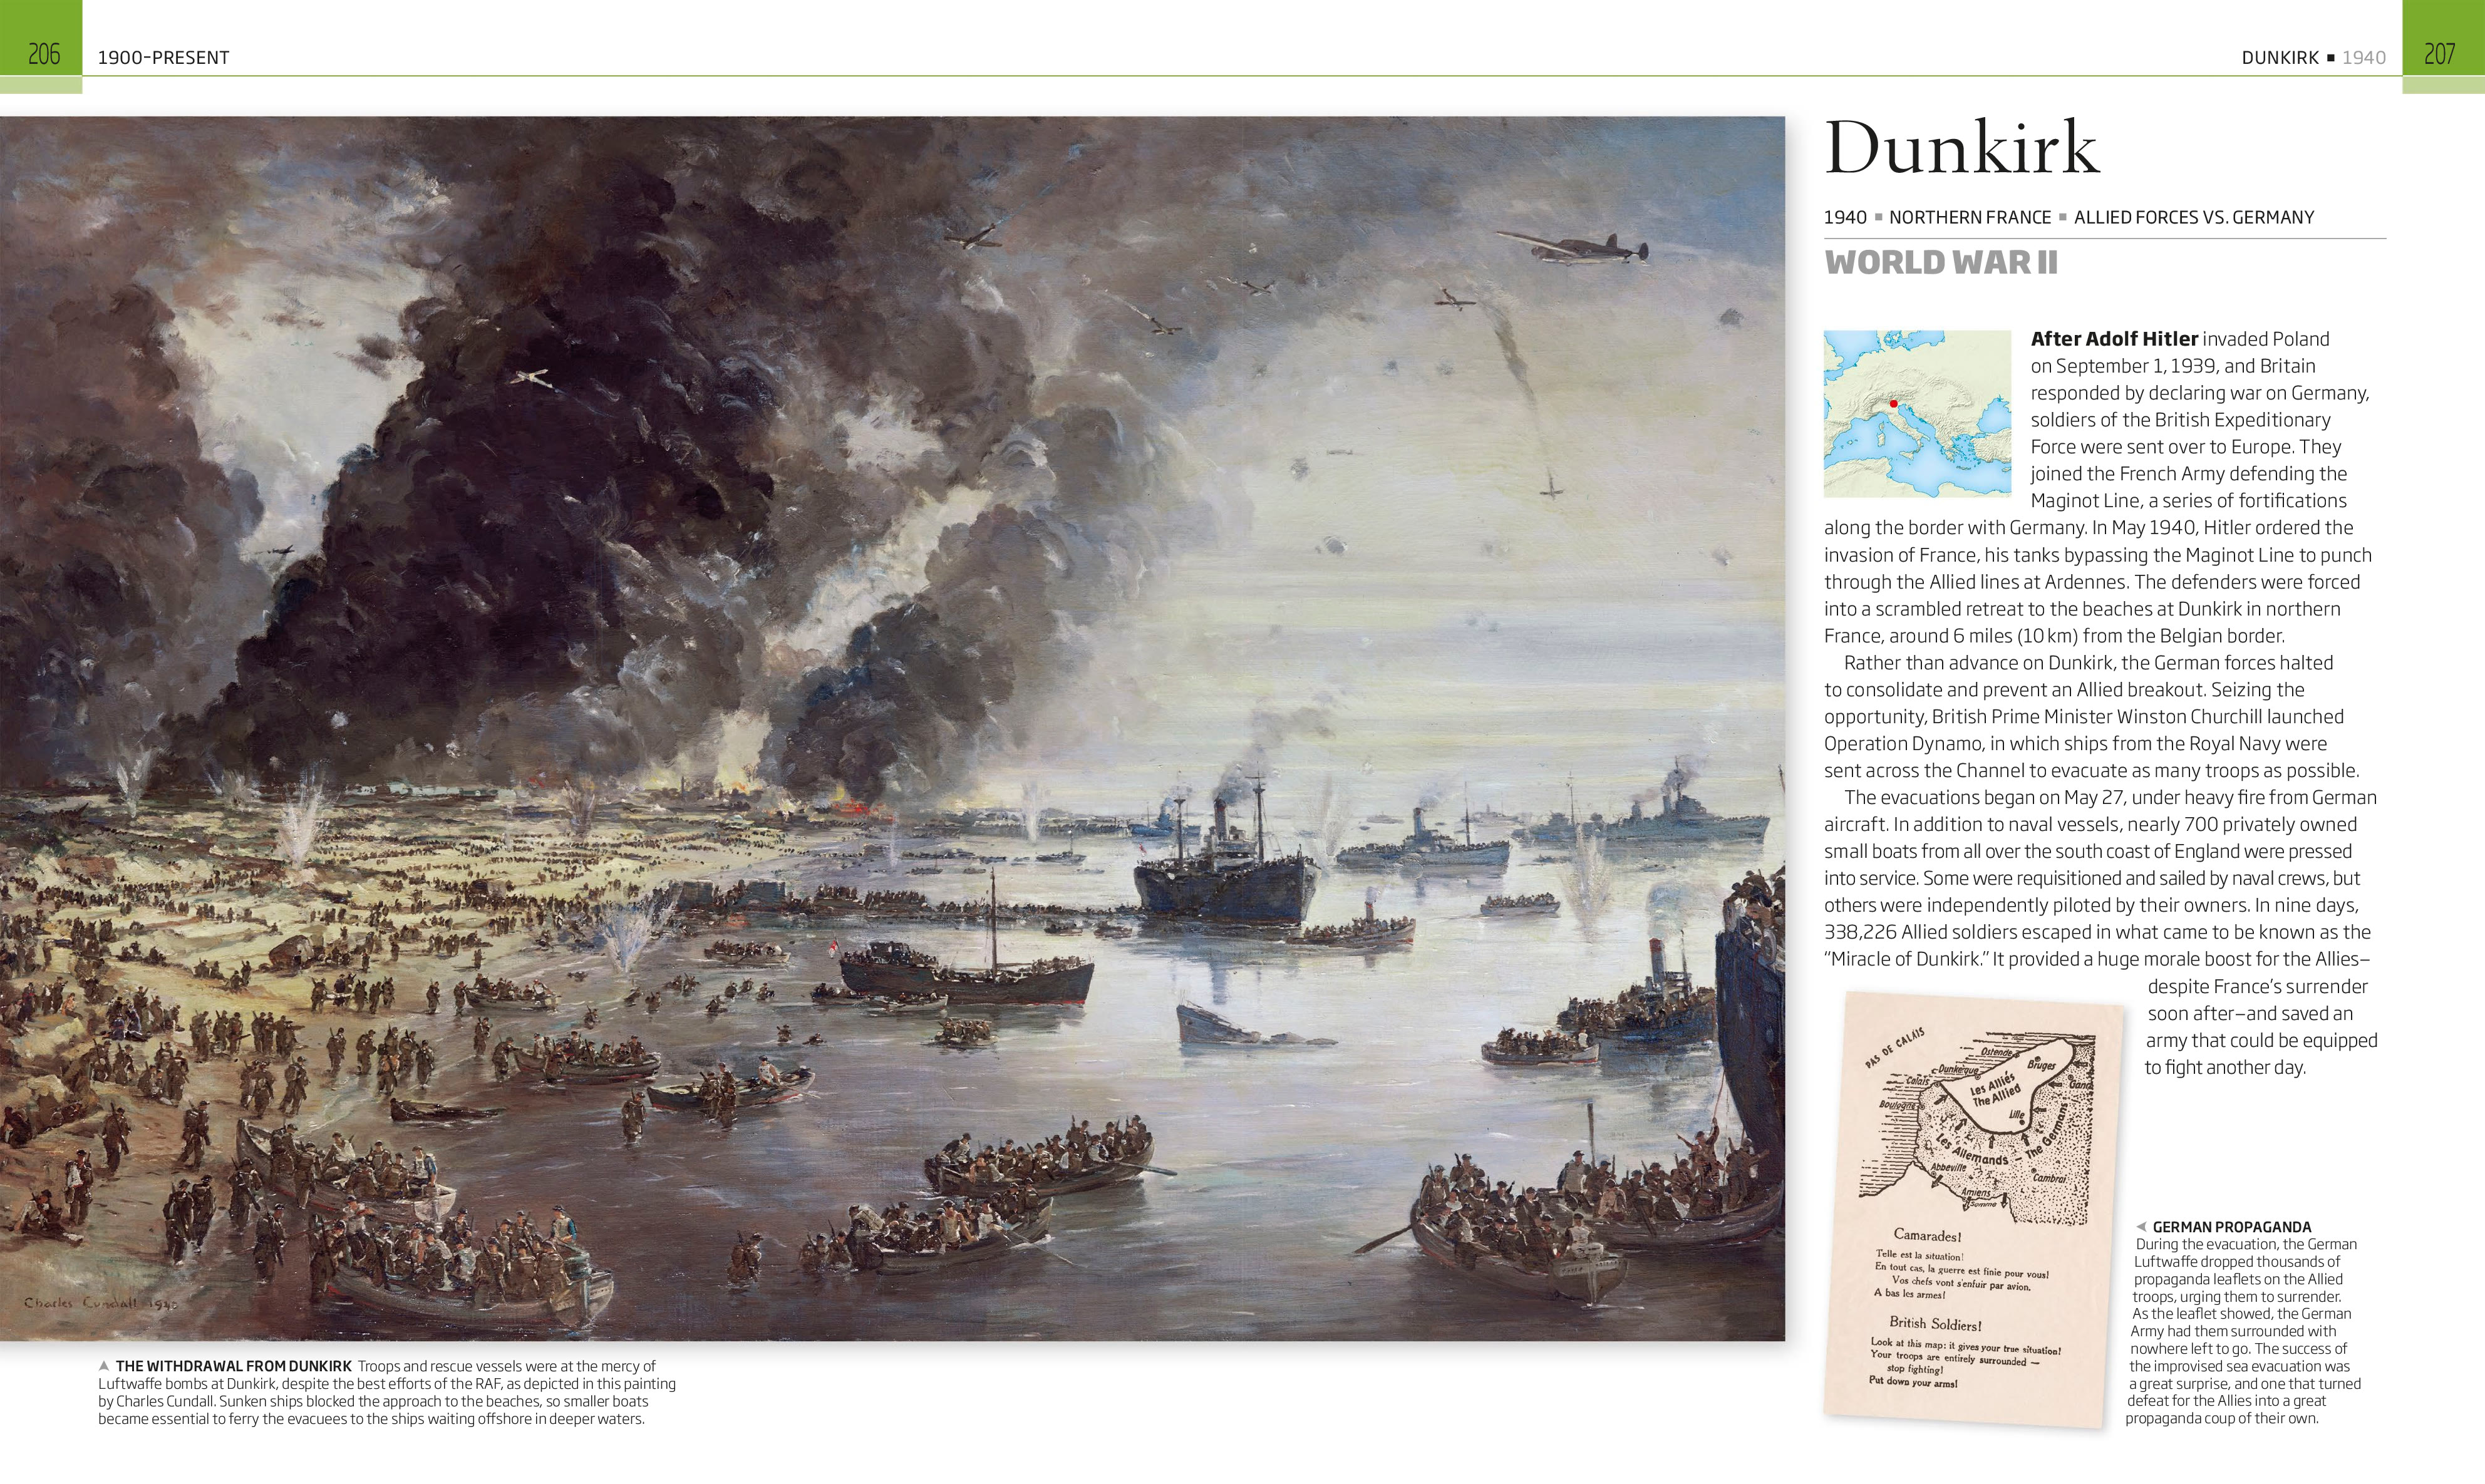 206
1900–PRESENT
DUNKIRK ■ 1940
207
Charles Cundall 1940
▲ THE WITHDRAWAL FROM DUNKIRK Troops and rescue vessels were at the mercy of
Luftwaffe bombs at Dunkirk, despite the best efforts of the RAF, as depicted in this painting
by Charles Cundall. Sunken ships blocked the approach to the beaches, so smaller boats
became essential to ferry the evacuees to the ships waiting offshore in deeper waters.
Dunkirk
1940 ■ NORTHERN FRANCE ■ ALLIED FORCES VS. GERMANY
WORLD WAR II
After Adolf Hitler invaded Poland
on September 1, 1939, and Britain
responded by declaring war on Germany,
soldiers of the British Expeditionary
Force were sent over to Europe. They
joined the French Army defending the
Maginot Line, a series of fortifications
along the border with Germany. In May 1940, Hitler ordered the
invasion of France, his tanks bypassing the Maginot Line to punch
through the Allied lines at Ardennes. The defenders were forced
into a scrambled retreat to the beaches at Dunkirk in northern
France, around 6 miles (10 km) from the Belgian border.
Rather than advance on Dunkirk, the German forces halted
to consolidate and prevent an Allied breakout. Seizing the
opportunity, British Prime Minister Winston Churchill launched
Operation Dynamo, in which ships from the Royal Navy were
sent across the Channel to evacuate as many troops as possible.
The evacuations began on May 27, under heavy fire from German
aircraft. In addition to naval vessels, nearly 700 privately owned
small boats from all over the south coast of England were pressed
into service. Some were requisitioned and sailed by naval crews, but
others were independently piloted by their owners. In nine days,
338,226 Allied soldiers escaped in what came to be known as the
“Miracle of Dunkirk.” It provided a huge morale boost for the Allies—
despite France’s surrender
soon after—and saved an
army that could be equipped
to fight another day.
PAS DE CALAIS
Ostende
Bruges
Dunkerque
Calais
Gand
Les Alliés
The Allied
Boulogne
Lille
Les Allemands – The Germans
Abbeville
Cambrai
Amiens
Somme
Camarades!
Telle est la situation!
En tout cas, la guerre est finie pour vous!
Vos chefs vont s'enfuir par avion.
A bas les armes!
British Soldiers!
Look at this map: it gives your true situation!
Your troops are entirely surrounded —
stop fighting!
Put down your arms!
◀ GERMAN PROPAGANDA
During the evacuation, the German
Luftwaffe dropped thousands of
propaganda leaflets on the Allied
troops, urging them to surrender.
As the leaflet showed, the German
Army had them surrounded with
nowhere left to go. The success of
the improvised sea evacuation was
a great surprise, and one that turned
defeat for the Allies into a great
propaganda coup of their own.